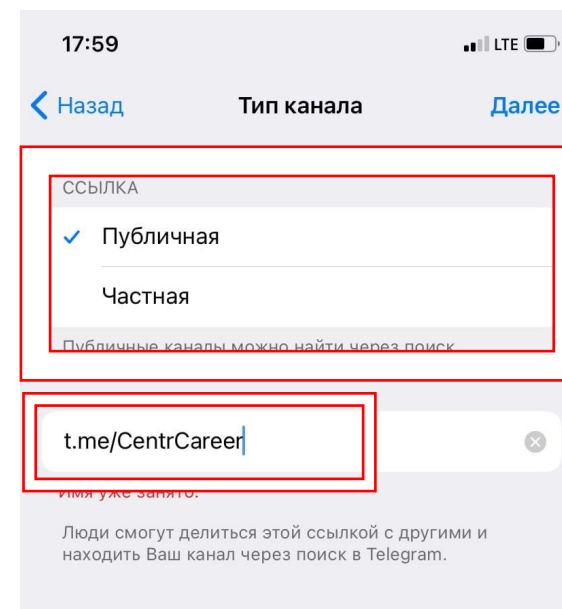 17:59 LTE
Назад Тип канала Далее
ССЫЛКА
Публичная
Частная
Публичные каналы можно найти через поиск
t.me/CentrCareer
Имя уже занято.
Люди смогут делиться этой ссылкой с другими и
находить Ваш канал через поиск в Telegram.